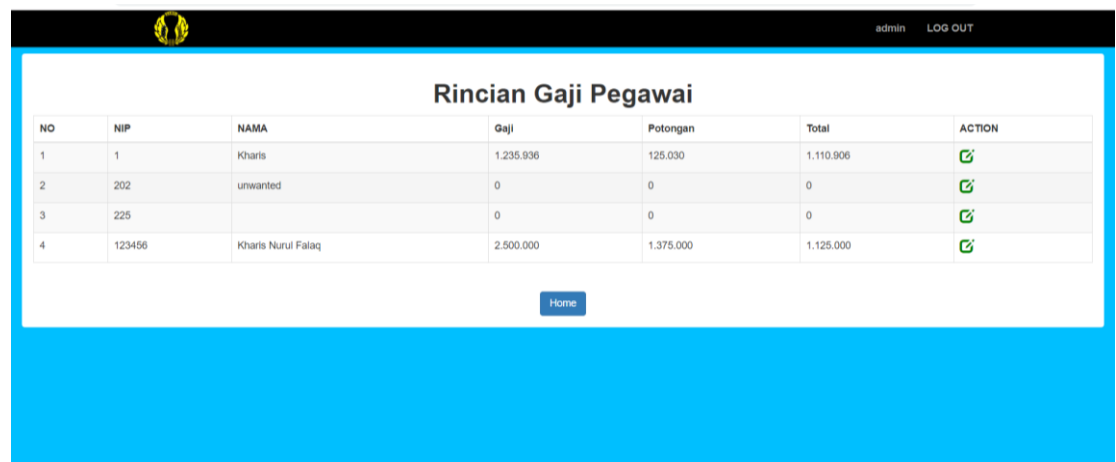 admin LOG OUT
Rincian Gaji Pegawai
NO NIP NAMA Gaji Potongan Total ACTION
1 1 Kharis 1.235.936 125.030 1.110.906
2 202 unwanted 0 0 0
3 225 0 0 0
4 123456 Kharis Nurul Falaq 2.500.000 1.375.000 1.125.000
Home